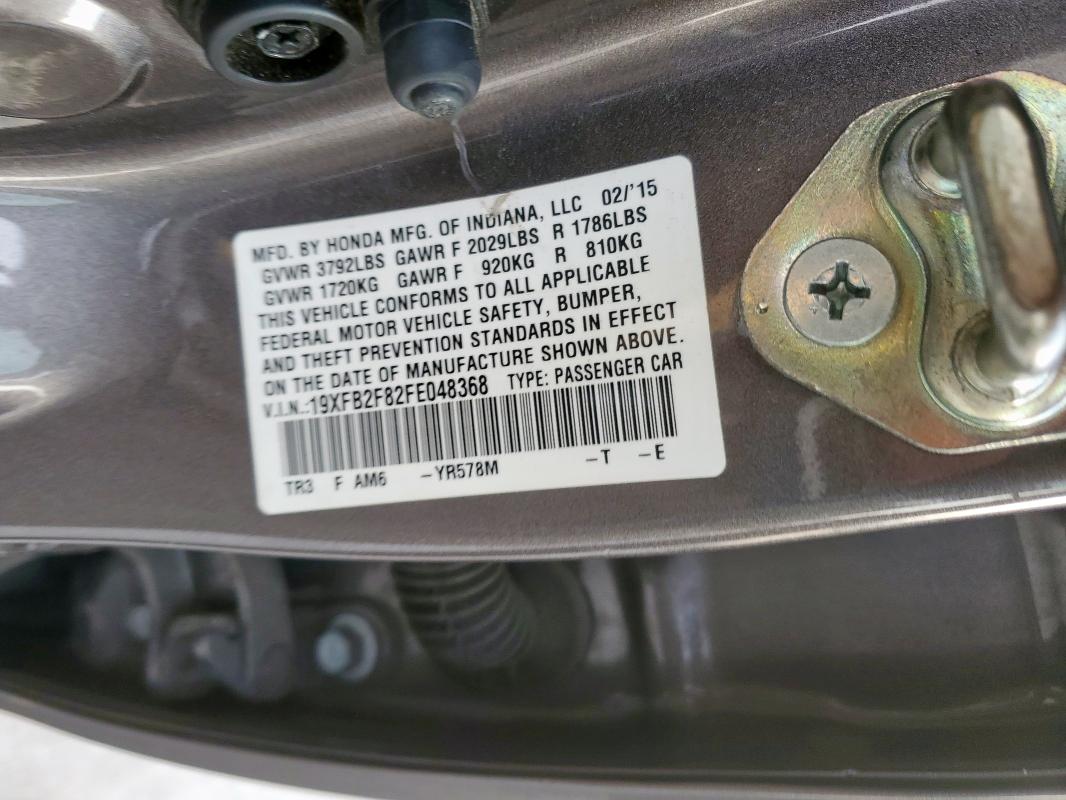 MFD. BY HONDA MFG. OF INDIANA, LLC 02/'15
GVWR 3792LBS GAWR F 2029LBS R 1786LBS
GVWR 1720KG GAWR F 920KG R 810KG
THIS VEHICLE CONFORMS TO ALL APPLICABLE
FEDERAL MOTOR VEHICLE SAFETY, BUMPER,
AND THEFT PREVENTION STANDARDS IN EFFECT
ON THE DATE OF MANUFACTURE SHOWN ABOVE.
V.I.N.:19XFB2F82FE048368 TYPE: PASSENGER CAR
TR3 F AM6 -YR578M -T -E